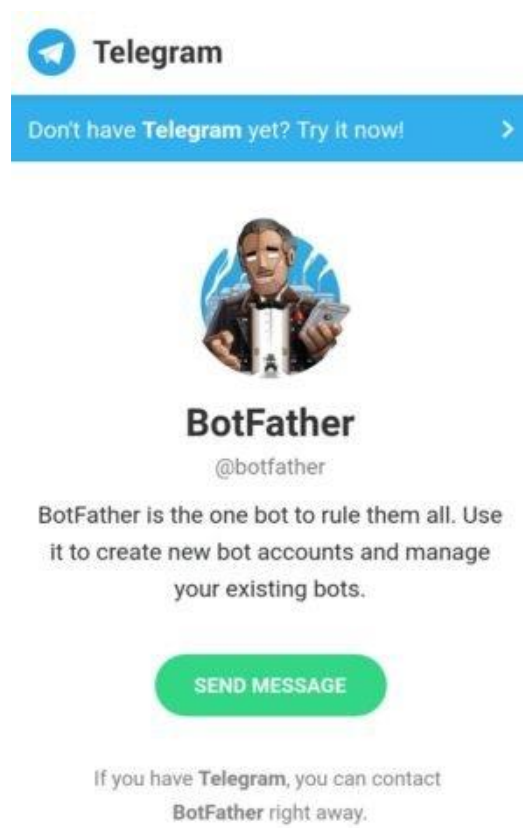 Telegram
Don't have Telegram yet? Try it now!
BotFather
@botfather
BotFather is the one bot to rule them all. Use
it to create new bot accounts and manage
your existing bots.
SEND MESSAGE
If you have Telegram, you can contact
BotFather right away.